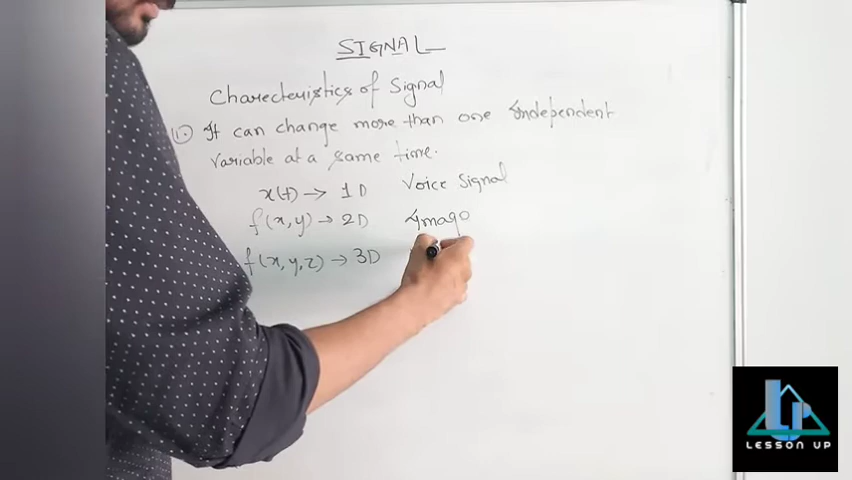 SIGNAL
Charecteristics of Signal
1. It can change more than one Independent
Variable at a same time.
x(t) → 1D Voice Signal
f(x,y) → 2D Image
f(x,y,z) → 3D
LESSON UP